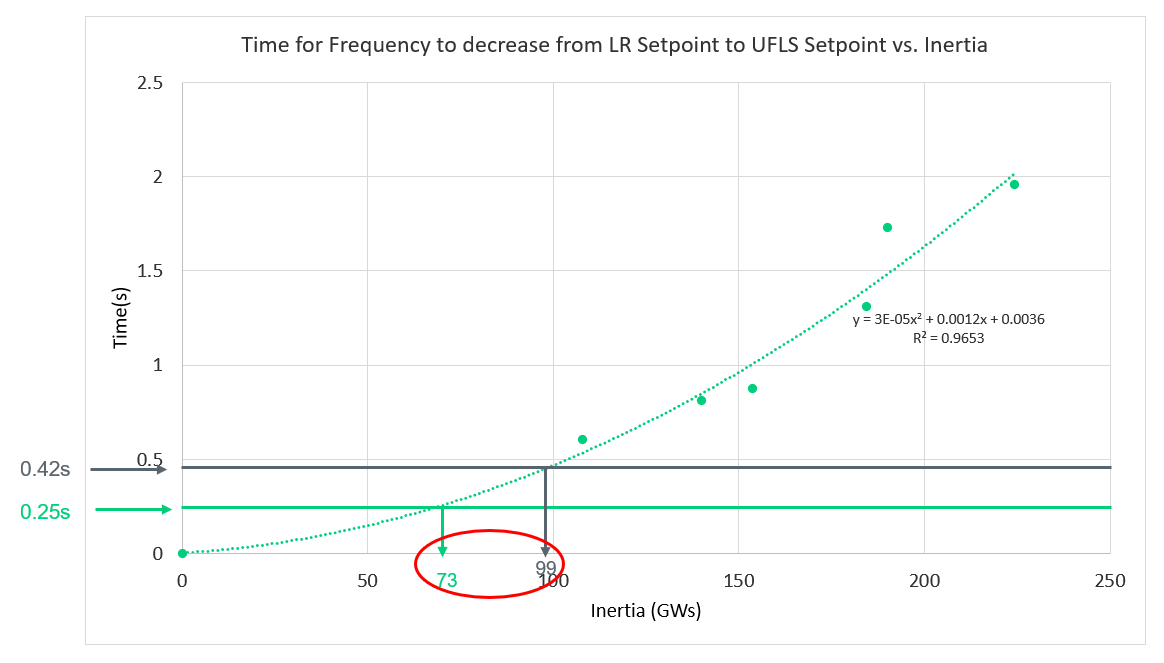 Time for Frequency to decrease from LR Setpoint to UFLS Setpoint vs. Inertia
2.5
2
1.5
1
0.5
0
Time(s)
y = 3E-05x² + 0.0012x + 0.0036
R² = 0.9653
0.42s
0.25s
73
99
0
50
100
150
200
250
Inertia (GWs)